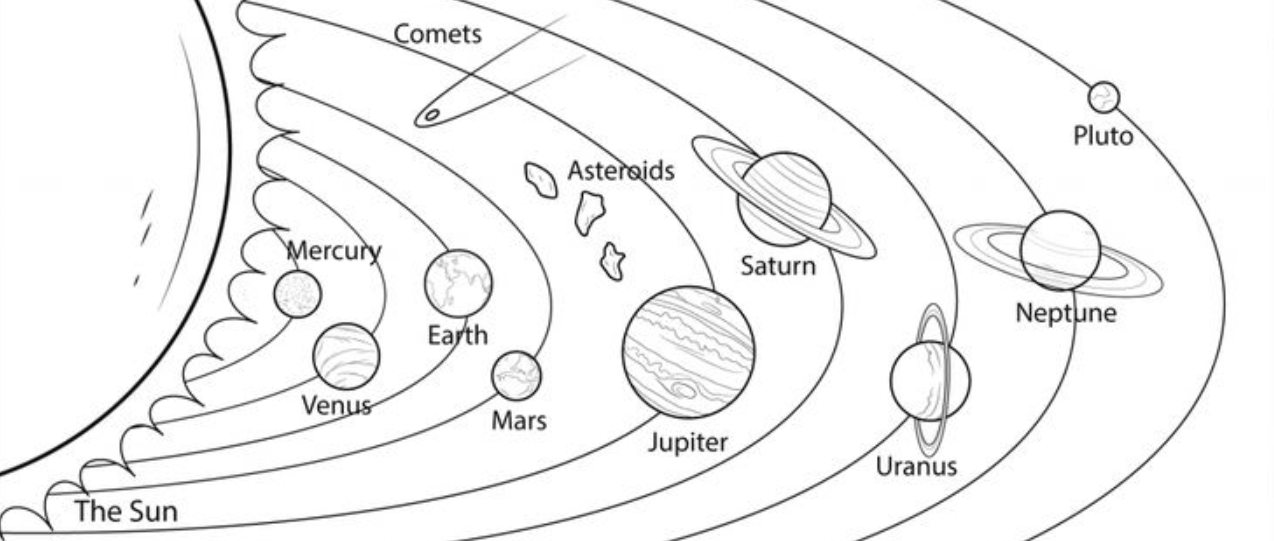 Comets
Pluto
Asteroids
Mercury
Saturn
Neptune
Earth
Venus
Mars
Jupiter
Uranus
The Sun